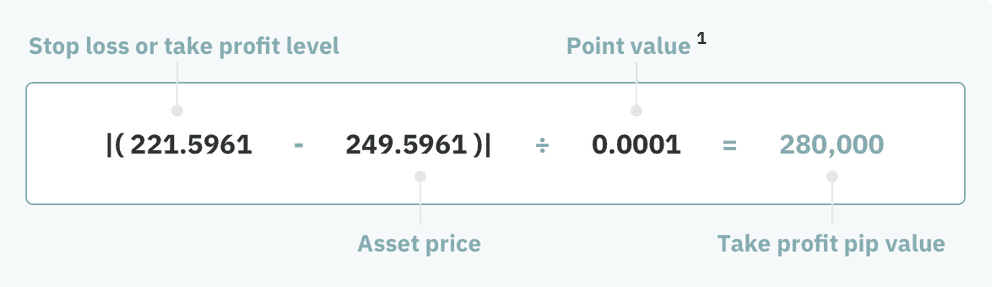 Stop loss or take profit level
Point value 1
|( 221.5961 - 249.5961 )| ÷ 0.0001 = 280,000
Asset price
Take profit pip value